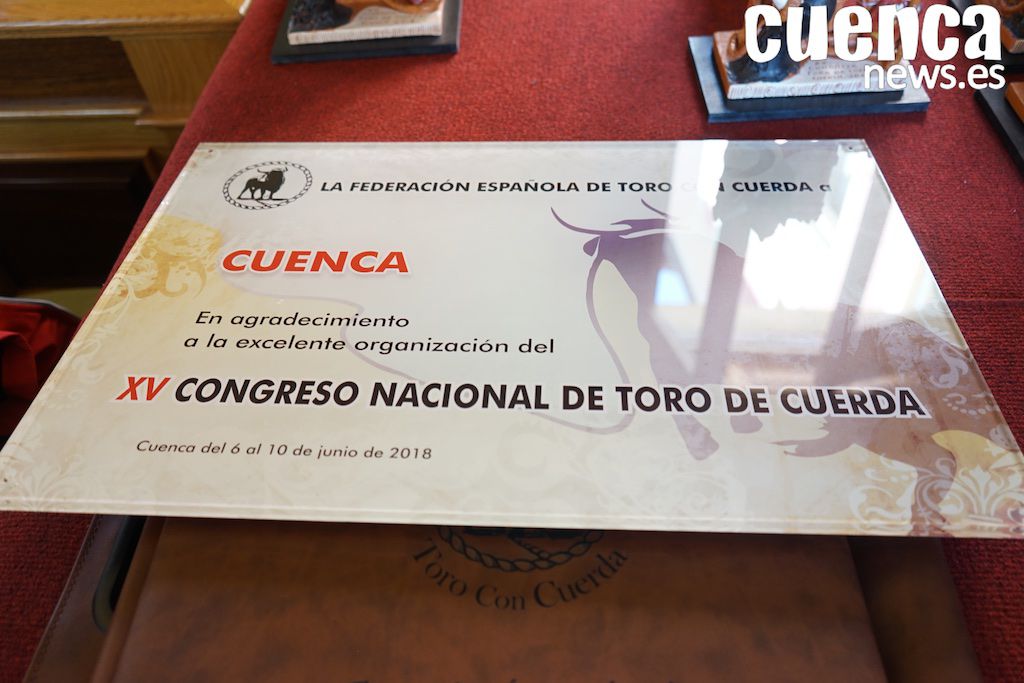 cuenca
news.es
LA FEDERACIÓN ESPAÑOLA DE TORO CON CUERDA a
CUENCA
En agradecimiento
a la excelente organización del
XV CONGRESO NACIONAL DE TORO DE CUERDA
Cuenca del 6 al 10 de junio de 2018
Toro Con Cuerda